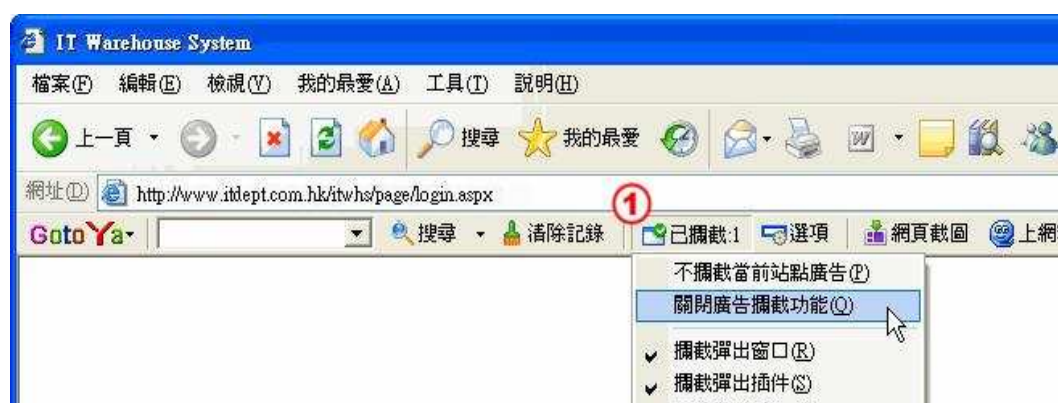 IT Warehouse System
檔案(F) 編輯(E) 檢視(V) 我的最愛(A) 工具(T) 説明(H)
上一頁 搜尋 我的最愛 W
網址(D) http://www.itdept.com.hk/itwhs/page/login.aspx
1
Goto Ya 搜尋 清除記錄 已攔截:1 選項 網頁截圖 上網
不攔截當前站點廣告(P)
關閉廣告攔截功能(Q)
攔截彈出窗口(R)
攔截彈出插件(S)